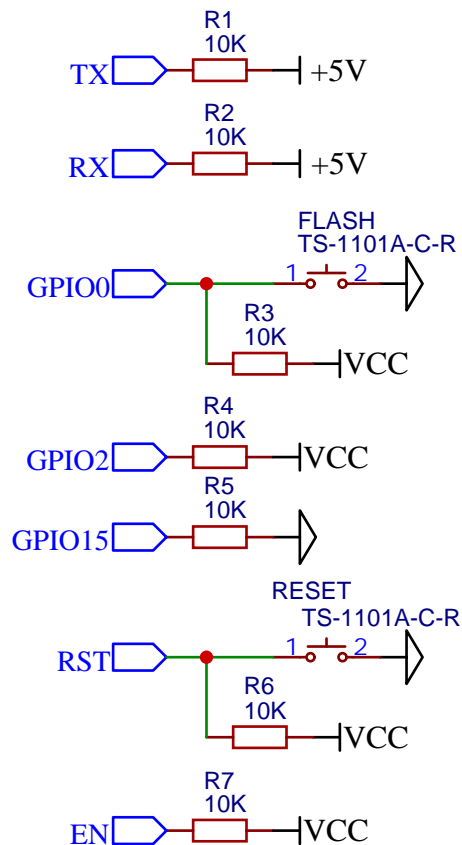 R1
10K
TX
+5V
R2
10K
RX
+5V
FLASH
TS-1101A-C-R
GPIO0
1
2
R3
10K
VCC
R4
10K
GPIO2
VCC
R5
10K
GPIO15
RESET
TS-1101A-C-R
RST
1
2
R6
10K
VCC
R7
10K
EN
VCC